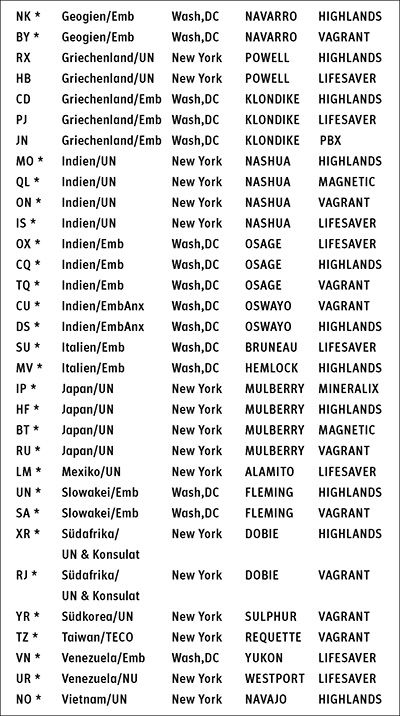 NK * Geogien/Emb Wash,DC NAVARRO HIGHLANDS
BY * Geogien/Emb Wash,DC NAVARRO VAGRANT
RX Griechenland/UN New York POWELL HIGHLANDS
HB Griechenland/UN New York POWELL LIFESAVER
CD Griechenland/Emb Wash,DC KLONDIKE HIGHLANDS
PJ Griechenland/Emb Wash,DC KLONDIKE LIFESAVER
JN Griechenland/Emb Wash,DC KLONDIKE PBX
MO * Indien/UN New York NASHUA HIGHLANDS
QL * Indien/UN New York NASHUA MAGNETIC
ON * Indien/UN New York NASHUA VAGRANT
IS * Indien/UN New York NASHUA LIFESAVER
OX * Indien/Emb Wash,DC OSAGE LIFESAVER
CQ * Indien/Emb Wash,DC OSAGE HIGHLANDS
TQ * Indien/Emb Wash,DC OSAGE VAGRANT
CU * Indien/EmbAnx Wash,DC OSWAYO VAGRANT
DS * Indien/EmbAnx Wash,DC OSWAYO HIGHLANDS
SU * Italien/Emb Wash,DC BRUNEAU LIFESAVER
MV * Italien/Emb Wash,DC HEMLOCK HIGHLANDS
IP * Japan/UN New York MULBERRY MINERALIX
HF * Japan/UN New York MULBERRY HIGHLANDS
BT * Japan/UN New York MULBERRY MAGNETIC
RU * Japan/UN New York MULBERRY VAGRANT
LM * Mexiko/UN New York ALAMITO LIFESAVER
UN * Slowakei/Emb Wash,DC FLEMING HIGHLANDS
SA * Slowakei/Emb Wash,DC FLEMING VAGRANT
XR * Südafrika/ New York DOBIE HIGHLANDS
UN & Konsulat
RJ * Südafrika/ New York DOBIE VAGRANT
UN & Konsulat
YR * Südkorea/UN New York SULPHUR VAGRANT
TZ * Taiwan/TECO New York REQUETTE VAGRANT
VN * Venezuela/Emb Wash,DC YUKON LIFESAVER
UR * Venezuela/NU New York WESTPORT LIFESAVER
NO * Vietnam/UN New York NAVAJO HIGHLANDS